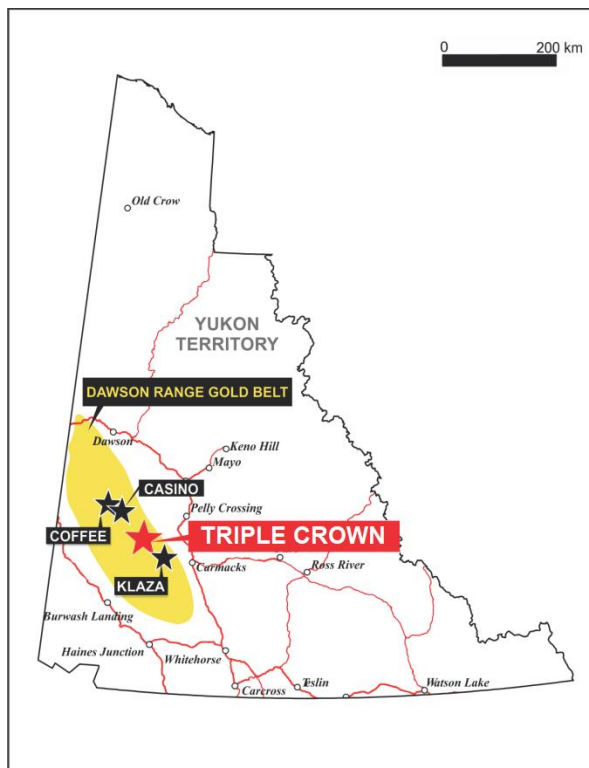 0 200 km
Old Crow
YUKON
TERRITORY
DAWSON RANGE GOLD BELT
Dawson
Keno Hill
Mayo
CASINO
Pelly Crossing
COFFEE
TRIPLE CROWN
KLAZA
Carmacks
Ross River
Burwash Landing
Haines Junction
Whitehorse
Carcross
Teslin
Watson Lake